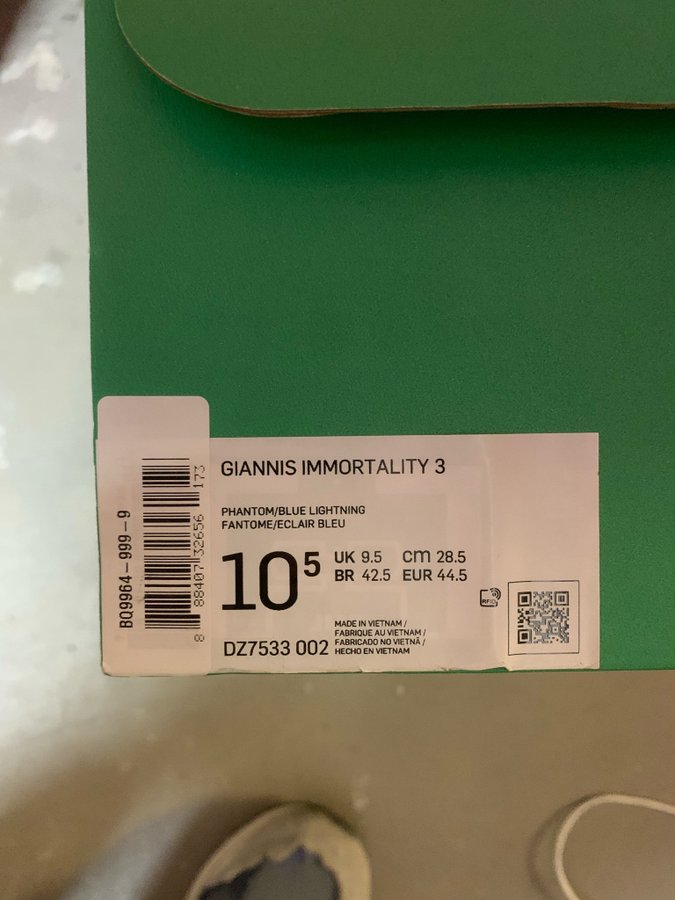 GIANNIS IMMORTALITY 3
PHANTOM/BLUE LIGHTNING
FANTOME/ECLAIR BLEU
10⁵
UK 9.5 cm 28.5
BR 42.5 EUR 44.5
DZ7533 002
MADE IN VIETNAM /
FABRIQUE AU VIETNAM /
FABRICADO NO VIETNÃ /
HECHO EN VIETNAM
RFID
BQ9964-999-9
8 88407 32656 173